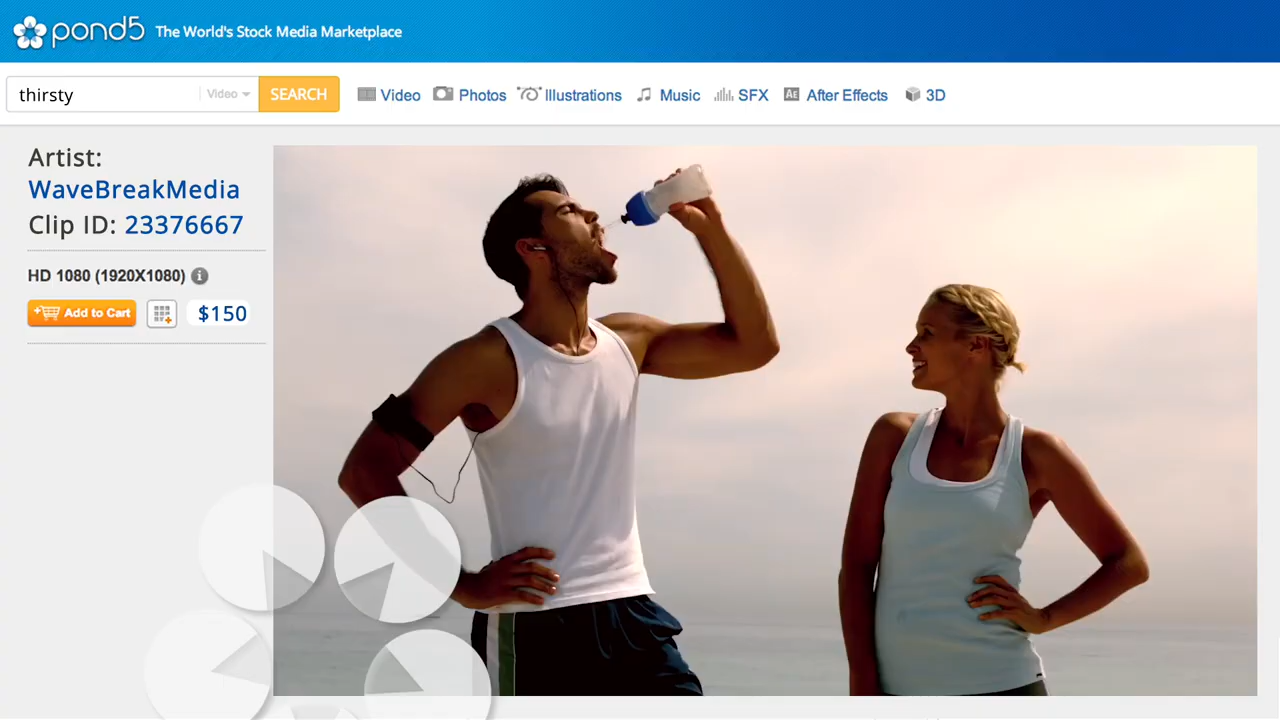 pond5 The World's Stock Media Marketplace
thirsty Video SEARCH Video Photos Illustrations Music SFX AE After Effects 3D
Artist:
WaveBreakMedia
Clip ID: 23376667
HD 1080 (1920X1080) i
+ Add to Cart $150